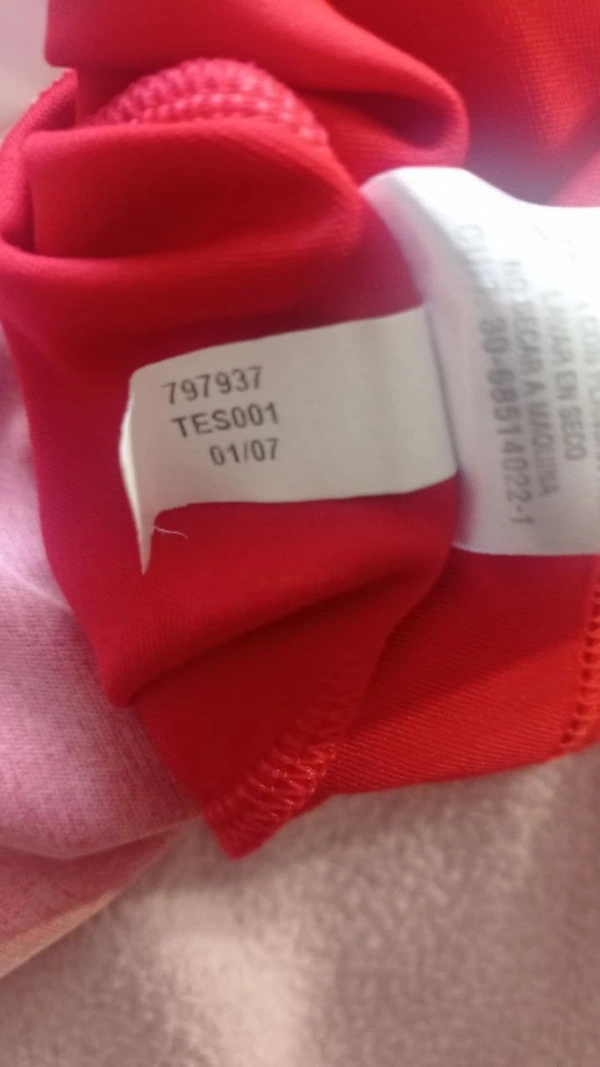 797937
TES001
01/07
LAVAR EN SECO
NO SECAR A MAQUINA
30-68514022-1